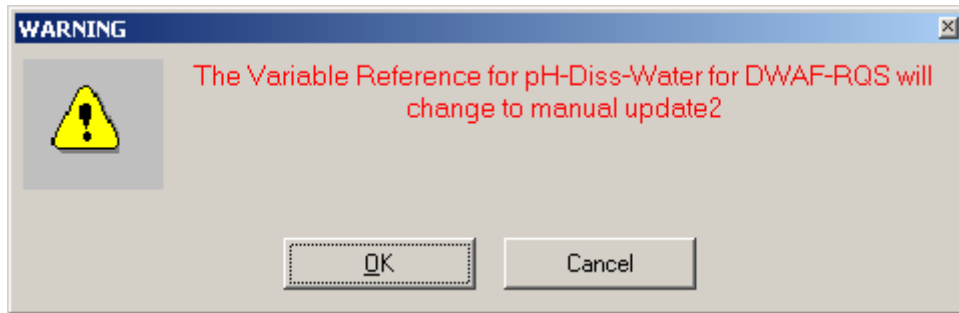 WARNING
The Variable Reference for pH-Diss-Water for DWAF-RQS will
change to manual update2
OK
Cancel